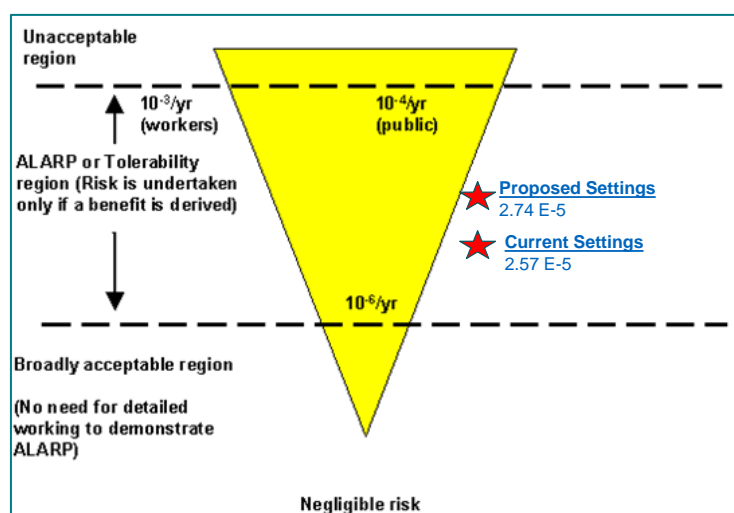 Unacceptable
region
10⁻³/yr
(workers)
10⁻⁴/yr
(public)
ALARP or Tolerability
region (Risk is undertaken
only if a benefit is derived)
Proposed Settings
2.74 E-5
Current Settings
2.57 E-5
10⁻⁶/yr
Broadly acceptable region
(No need for detailed
working to demonstrate
ALARP)
Negligible risk